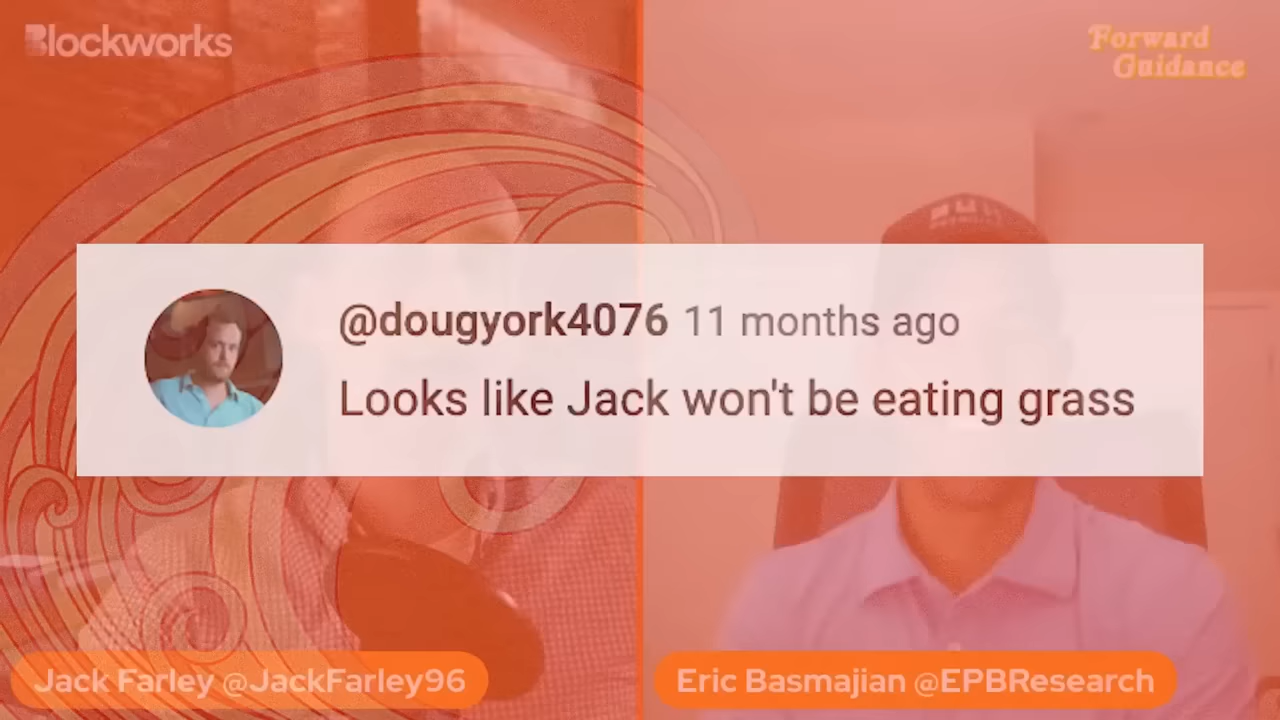 Blockworks
Forward
Guidance
@dougyork4076 11 months ago
Looks like Jack won't be eating grass
Jack Farley @JackFarley96
Eric Basmajian @EPBResearch